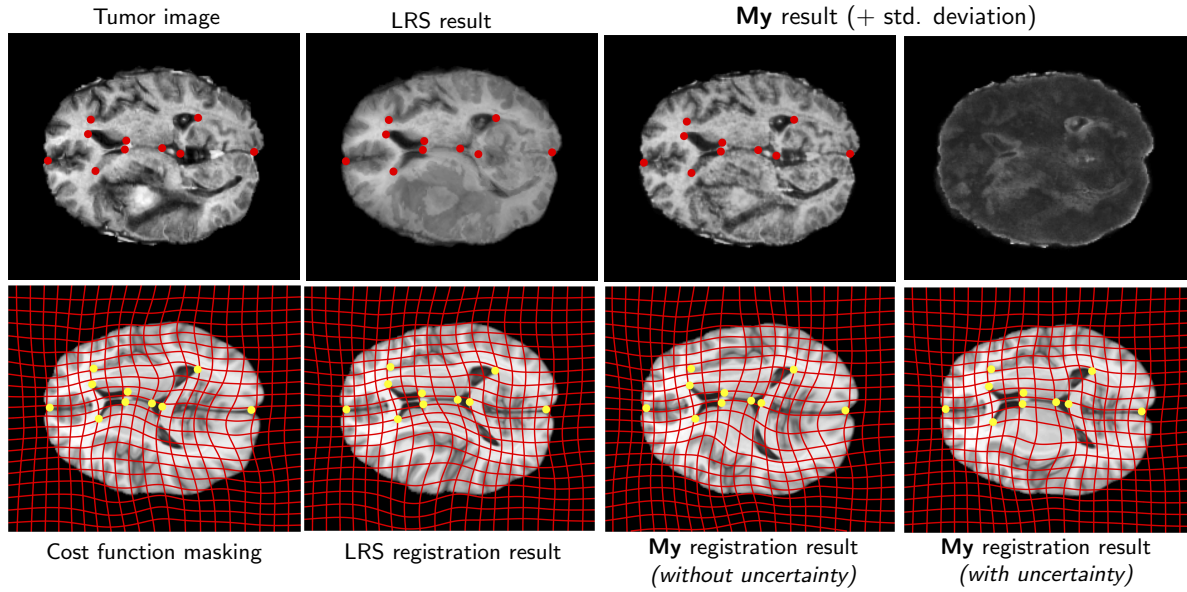 Tumor image
LRS result
My result (+ std. deviation)
Cost function masking
LRS registration result
My registration result
(without uncertainty)
My registration result
(with uncertainty)